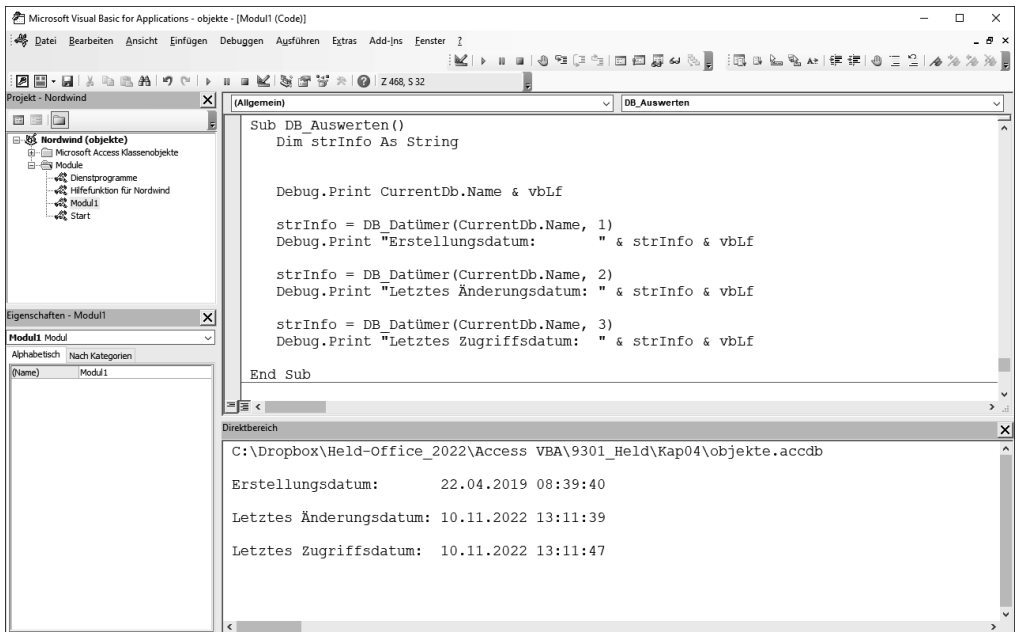 Microsoft Visual Basic for Applications - objekte - [Modul1 (Code)]
Datei Bearbeiten Ansicht Einfügen Debuggen Ausführen Extras Add-Ins Fenster ?
Z 468, S 32
Projekt - Nordwind
Nordwind (objekte)
Microsoft Access Klassenobjekte
Module
Dienstprogramme
Hilfefunktion für Nordwind
Modul1
Start
Eigenschaften - Modul1
Modul1 Modul
Alphabetisch Nach Kategorien
(Name) Modul1
(Allgemein) DB_Auswerten
Sub DB_Auswerten()
Dim strInfo As String
Debug.Print CurrentDb.Name & vbLf
strInfo = DB_Datümer(CurrentDb.Name, 1)
Debug.Print "Erstellungsdatum:       " & strInfo & vbLf
strInfo = DB_Datümer(CurrentDb.Name, 2)
Debug.Print "Letztes Änderungsdatum: " & strInfo & vbLf
strInfo = DB_Datümer(CurrentDb.Name, 3)
Debug.Print "Letztes Zugriffsdatum:  " & strInfo & vbLf
End Sub
Direktbereich
C:\Dropbox\Held-Office_2022\Access VBA\9301_Held\Kap04\objekte.accdb
Erstellungsdatum:       22.04.2019 08:39:40
Letztes Änderungsdatum: 10.11.2022 13:11:39
Letztes Zugriffsdatum:  10.11.2022 13:11:47